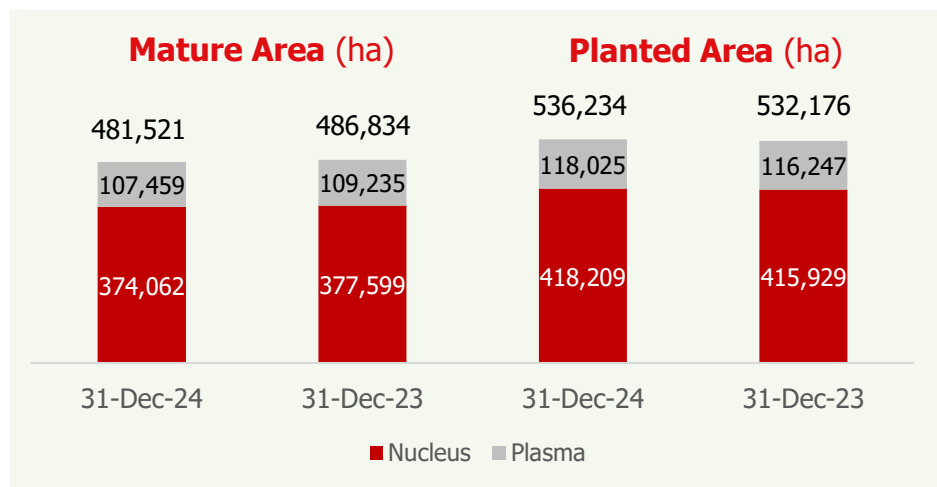 Mature Area (ha)
Planted Area (ha)
481,521
486,834
536,234
532,176
107,459
109,235
118,025
116,247
374,062
377,599
418,209
415,929
31-Dec-24
31-Dec-23
31-Dec-24
31-Dec-23
Nucleus
Plasma